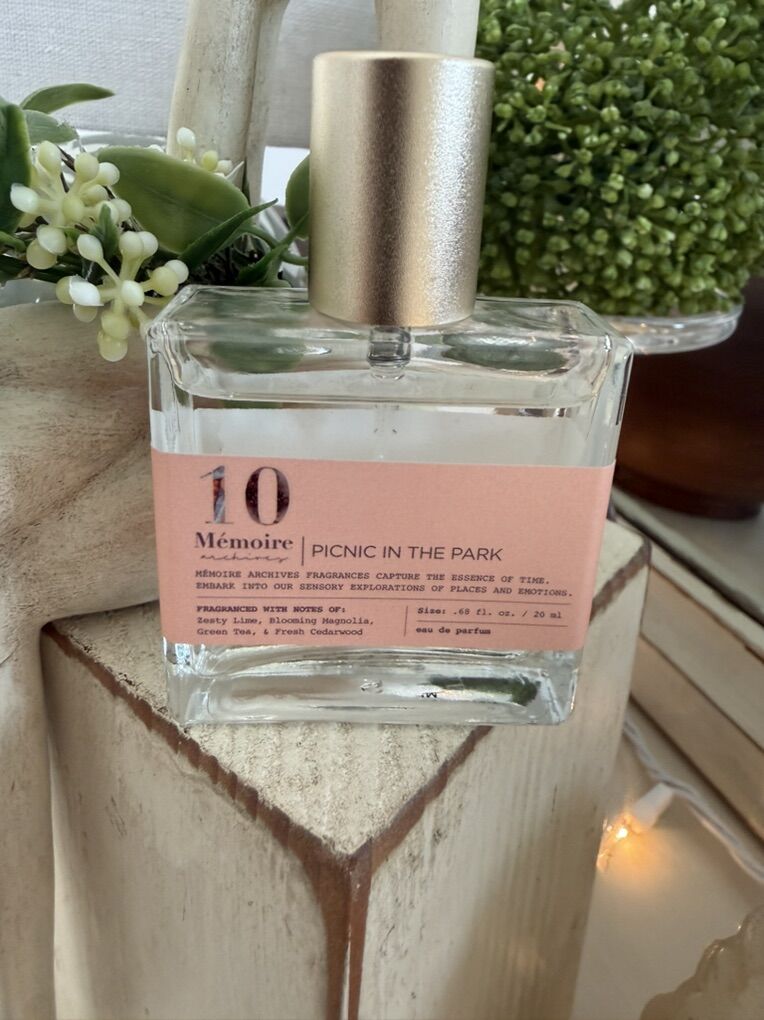 10
Mémoire
archives
PICNIC IN THE PARK
MÉMOIRE ARCHIVES FRAGRANCES CAPTURE THE ESSENCE OF TIME.
EMBARK INTO OUR SENSORY EXPLORATIONS OF PLACES AND EMOTIONS.
FRAGRANCED WITH NOTES OF:
Zesty Lime, Blooming Magnolia,
Green Tea, & Fresh Cedarwood
Size: .68 fl. oz. / 20 ml
eau de parfum